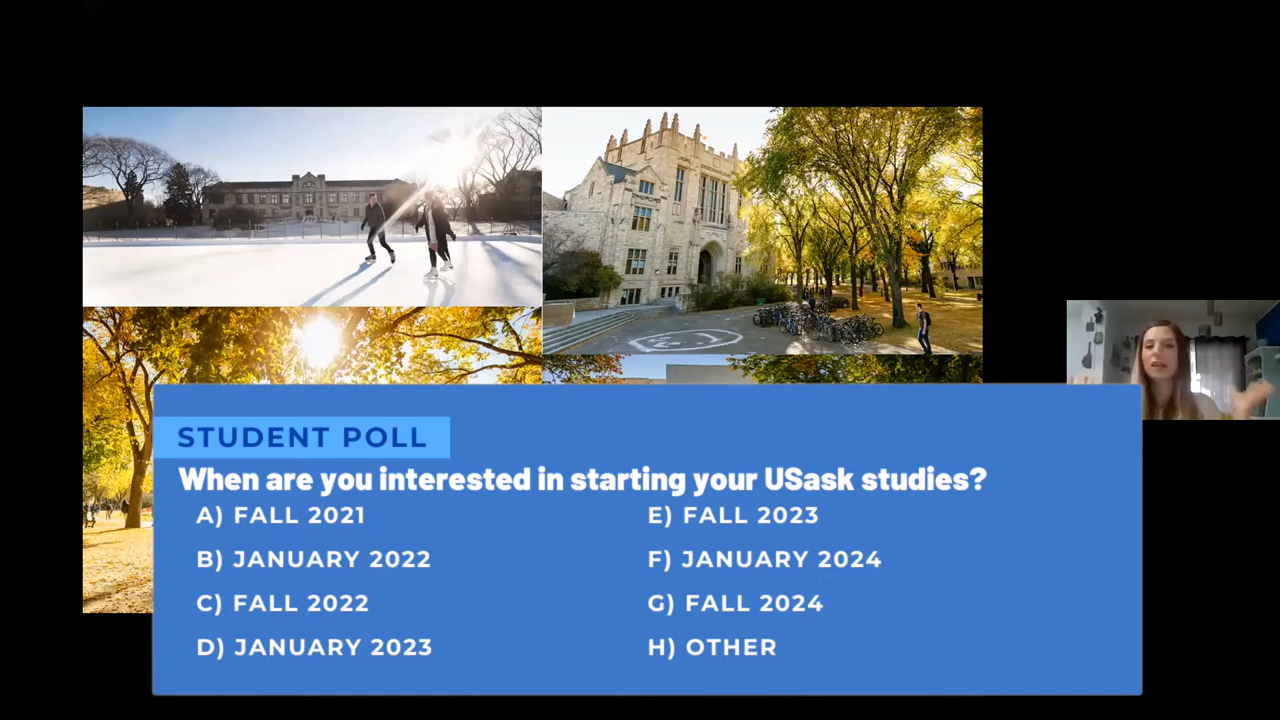 STUDENT POLL
When are you interested in starting your USask studies?
A) FALL 2021
B) JANUARY 2022
C) FALL 2022
D) JANUARY 2023
E) FALL 2023
F) JANUARY 2024
G) FALL 2024
H) OTHER